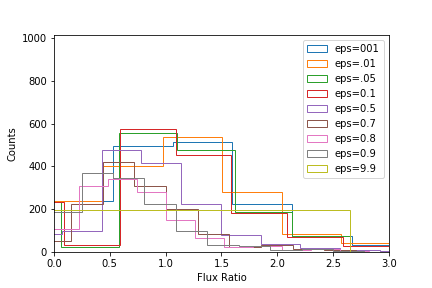 1000
800
600
400
200
0
Counts
0.0 0.5 1.0 1.5 2.0 2.5 3.0
Flux Ratio
eps=001
eps=.01
eps=.05
eps=0.1
eps=0.5
eps=0.7
eps=0.8
eps=0.9
eps=9.9